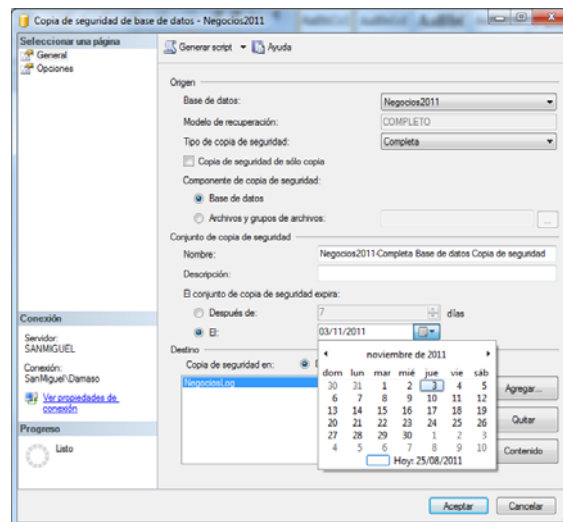 Copia de seguridad de base de datos - Negocios2011
Seleccionar una página
General
Opciones
Generar script
Ayuda
Origen
Base de datos: Negocios2011
Modelo de recuperación: COMPLETO
Tipo de copia de seguridad: Completa
Copia de seguridad de sólo copia
Componente de copia de seguridad:
Base de datos
Archivos y grupos de archivos: ...
Conjunto de copia de seguridad
Nombre: Negocios2011-Completa Base de datos Copia de seguridad
Descripción:
El conjunto de copia de seguridad expira:
Después de: 7 días
El: 03/11/2011
Destino
Copia de seguridad en:
NegociosLog
noviembre de 2011
dom lun mar mié jue vie sáb
30 31 1 2 3 4 5
6 7 8 9 10 11 12
13 14 15 16 17 18 19
20 21 22 23 24 25 26
27 28 29 30 1 2 3
4 5 6 7 8 9 10
Hoy: 25/08/2011
Agregar...
Quitar
Contenido
Conexión
Servidor:
SANMIGUEL
Conexión:
SanMiguel\Damaso
Ver propiedades de
conexión
Progreso
Listo
Aceptar
Cancelar